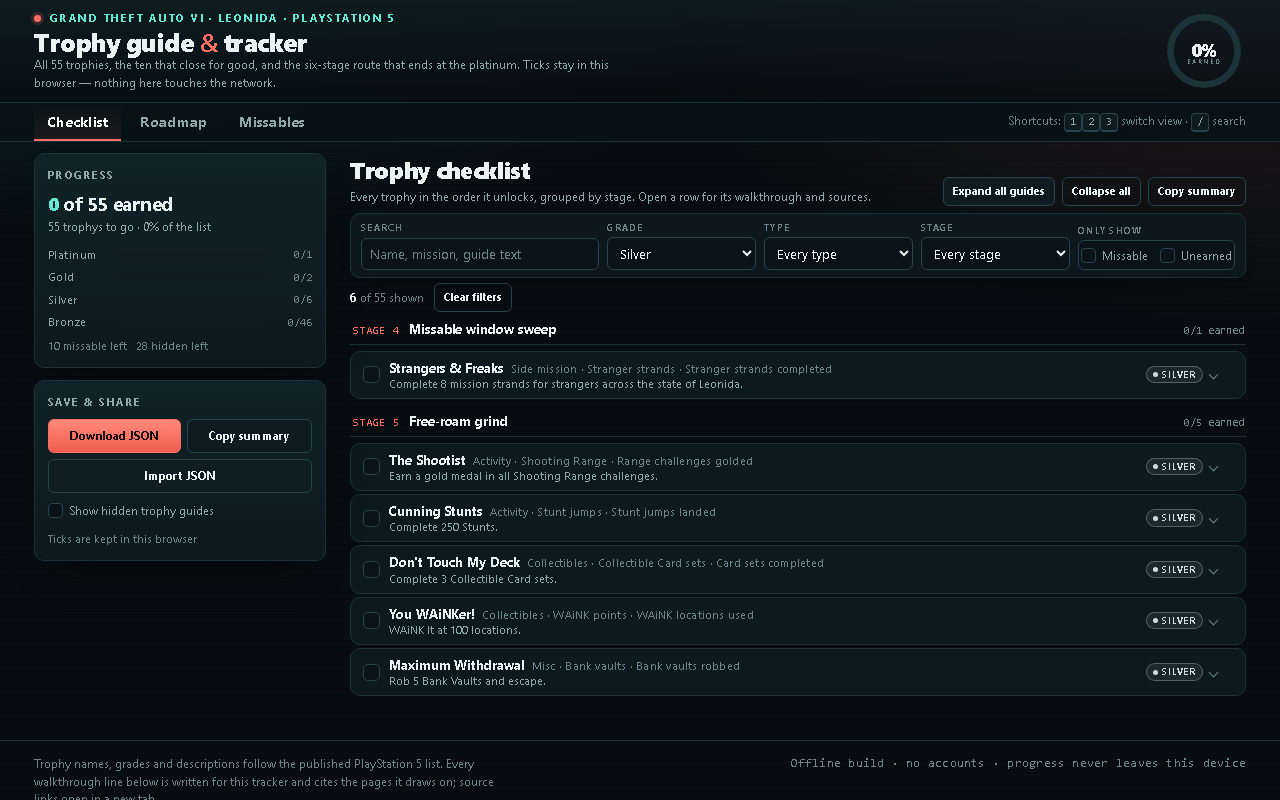 GRAND THEFT AUTO VI · LEONIDA · PLAYSTATION 5
Trophy guide & tracker
All 55 trophies, the ten that close for good, and the six-stage route that ends at the platinum. Ticks stay in this
browser — nothing here touches the network.
0%
EARNED
Checklist
Roadmap
Missables
Shortcuts: 1 2 3 switch view · / search
PROGRESS
0 of 55 earned
55 trophys to go · 0% of the list
Platinum 0/1
Gold 0/2
Silver 0/6
Bronze 0/46
10 missable left 28 hidden left
SAVE & SHARE
Download JSON
Copy summary
Import JSON
Show hidden trophy guides
Ticks are kept in this browser
Trophy checklist
Every trophy in the order it unlocks, grouped by stage. Open a row for its walkthrough and sources.
Expand all guides
Collapse all
Copy summary
SEARCH
Name, mission, guide text
GRADE
Silver
TYPE
Every type
STAGE
Every stage
ONLY SHOW
Missable
Unearned
6 of 55 shown
Clear filters
STAGE 4 Missable window sweep 0/1 earned
Strangers & Freaks Side mission · Stranger strands · Stranger strands completed
Complete 8 mission strands for strangers across the state of Leonida.
SILVER
STAGE 5 Free-roam grind 0/5 earned
The Shootist Activity · Shooting Range · Range challenges golded
Earn a gold medal in all Shooting Range challenges.
SILVER
Cunning Stunts Activity · Stunt jumps · Stunt jumps landed
Complete 250 Stunts.
SILVER
Don't Touch My Deck Collectibles · Collectible Card sets · Card sets completed
Complete 3 Collectible Card sets.
SILVER
You WAiNKer! Collectibles · WAiNK points · WAiNK locations used
WAiNK It at 100 locations.
SILVER
Maximum Withdrawal Misc · Bank vaults · Bank vaults robbed
Rob 5 Bank Vaults and escape.
SILVER
Trophy names, grades and descriptions follow the published PlayStation 5 list. Every
walkthrough line below is written for this tracker and cites the pages it draws on; source
links open in a new tab.
Offline build · no accounts · progress never leaves this device